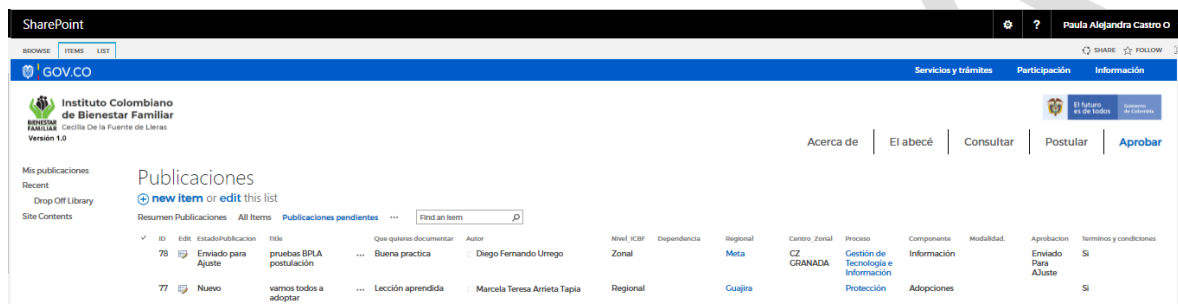 SharePoint ? Paula Alejandra Castro O
BROWSE ITEMS LIST SHARE FOLLOW
GOV.CO Servicios y trámites Participación Información
Instituto Colombiano
de Bienestar Familiar
Cecilia De la Fuente de Lleras
BIENESTAR
FAMILIAR
Versión 1.0
El futuro
es de todos
Gobierno
de Colombia
Acerca de El abecé Consultar Postular Aprobar
Mis publicaciones
Recent
Drop Off Library
Site Contents
Publicaciones
new item or edit this list
Resumen Publicaciones All Items Publicaciones pendientes ... Find an item
ID Edit EstadoPublicacion Title Que quieres documentar Autor Nivel_ICBF Dependencia Regional Centro_Zonal Proceso Componente Modalidad. Aprobacion Terminos y condiciones
78 Enviado para Ajuste pruebas BPLA postulación ... Buena practica Diego Fernando Urrego Zonal Meta CZ GRANADA Gestión de Tecnología e Información Información Enviado Para AJuste Si
77 Nuevo vamos todos a adoptar ... Lección aprendida Marcela Teresa Arrieta Tapia Regional Guajira Protección Adopciones Si